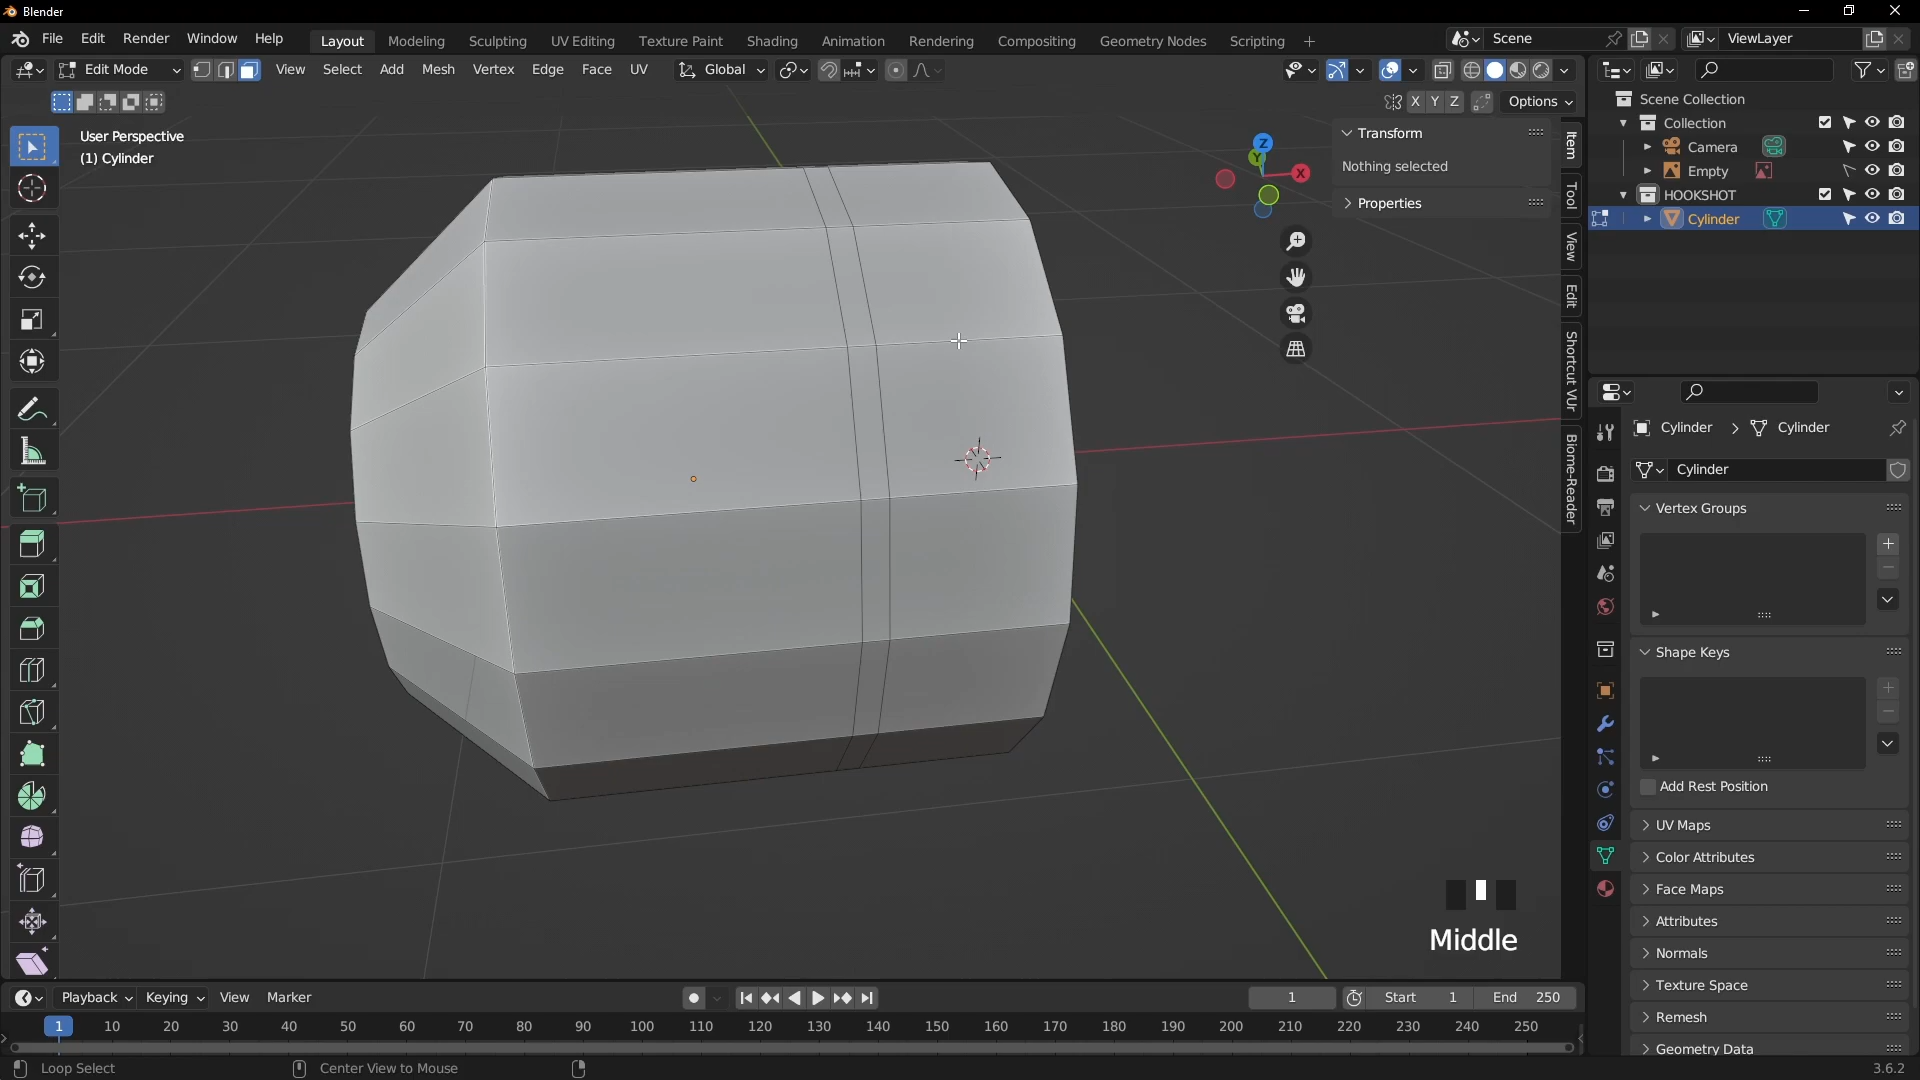 Blender
File Edit Render Window Help
Layout Modeling Sculpting UV Editing Texture Paint Shading Animation Rendering Compositing Geometry Nodes Scripting +
Scene
ViewLayer
Edit Mode View Select Add Mesh Vertex Edge Face UV Global
X Y Z Options
User Perspective
(1) Cylinder
Z
Y
X
Transform
Nothing selected
Properties
Item
Tool
View
Edit
Shortcut VUr
Biome-Reader
Scene Collection
Collection
Camera
Empty
HOOKSHOT
Cylinder
Cylinder > Cylinder
Cylinder
Vertex Groups
Shape Keys
Add Rest Position
UV Maps
Color Attributes
Face Maps
Attributes
Normals
Texture Space
Remesh
Geometry Data
Middle
Playback Keying View Marker
1 Start 1 End 250
1 10 20 30 40 50 60 70 80 90 100 110 120 130 140 150 160 170 180 190 200 210 220 230 240 250
Loop Select Center View to Mouse
3.6.2